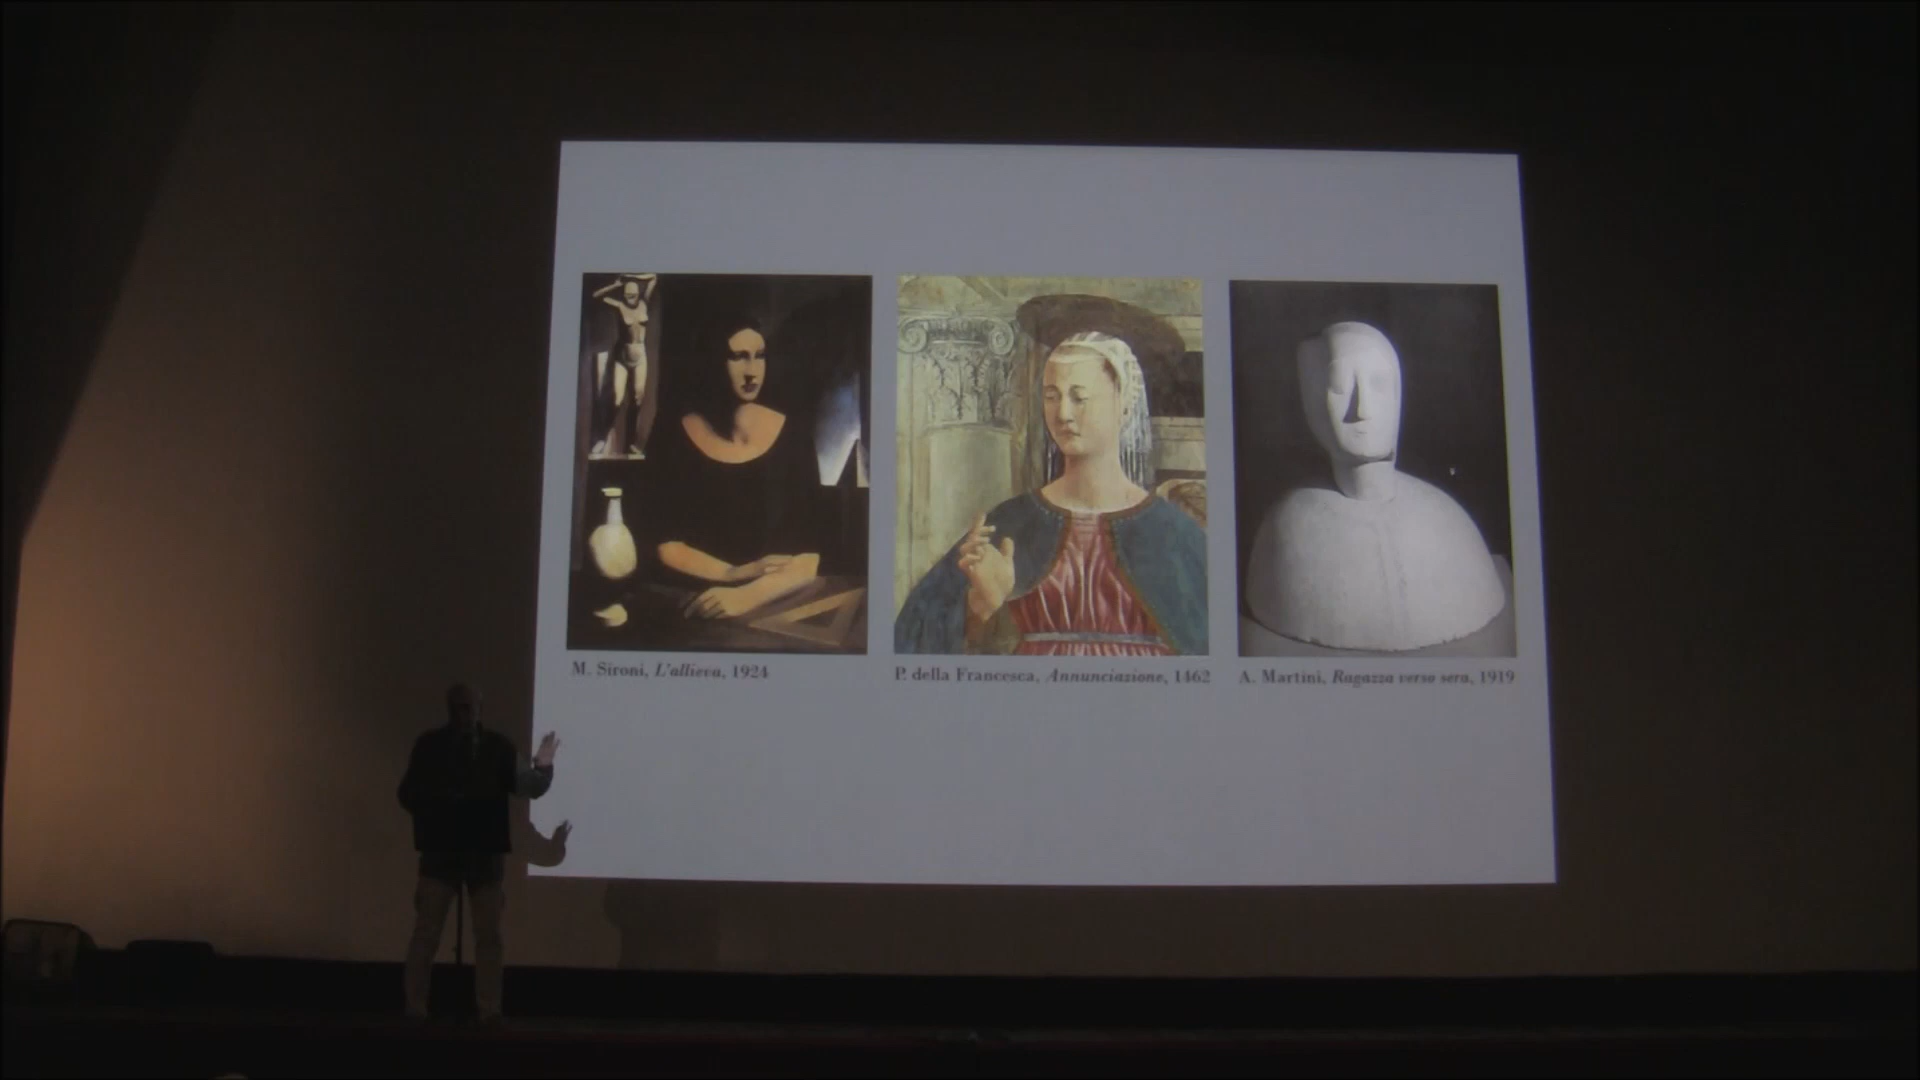 M. Sironi, L'allieva, 1924
P. della Francesca, Annunciazione, 1462
A. Martini, Ragazza verso sera, 1919